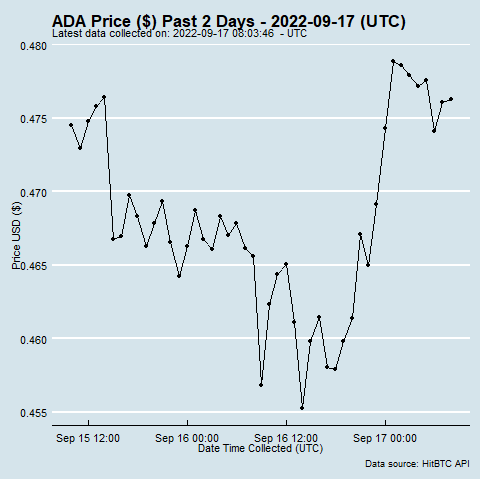 ADA Price ($) Past 2 Days - 2022-09-17 (UTC)
Latest data collected on: 2022-09-17 08:03:46  - UTC
0.480
0.475
0.470
0.465
0.460
0.455
Price USD ($)
Sep 15 12:00
Sep 16 00:00
Sep 16 12:00
Sep 17 00:00
Date Time Collected (UTC)
Data source: HitBTC API